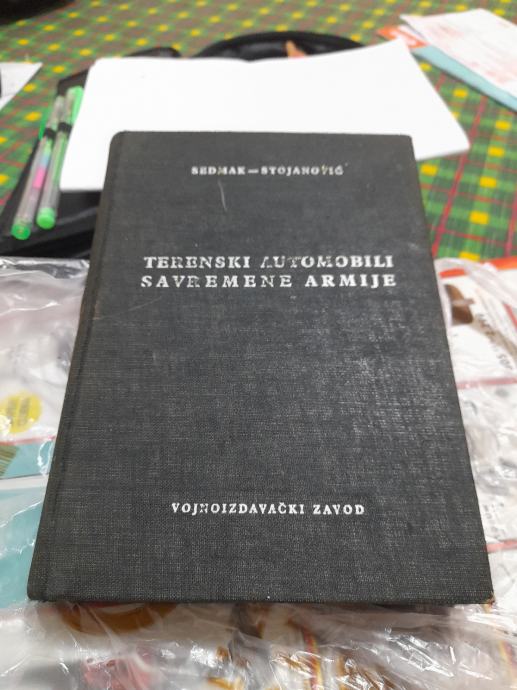 SEDMAK—STOJANOVIĆ
TERENSKI AUTOMOBILI
SAVREMENE ARMIJE
VOJNOIZDAVAČKI ZAVOD